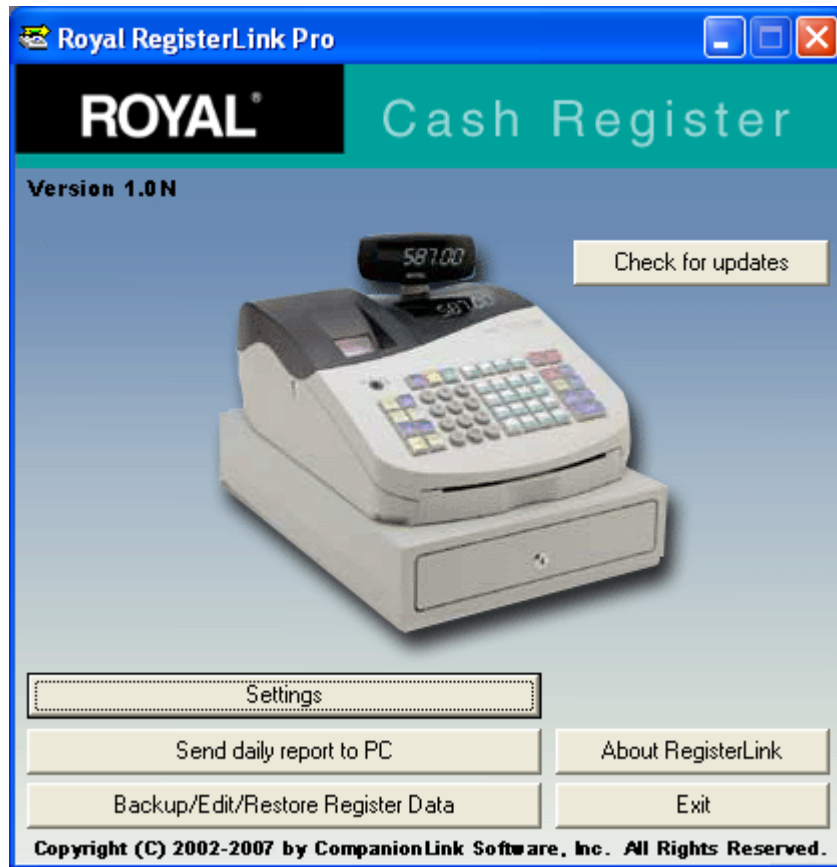 Royal RegisterLink Pro
ROYAL® Cash Register
Version 1.0N
587.00
Check for updates
587.00
Settings
Send daily report to PC
About RegisterLink
Backup/Edit/Restore Register Data
Exit
Copyright (C) 2002-2007 by CompanionLink Software, Inc. All Rights Reserved.